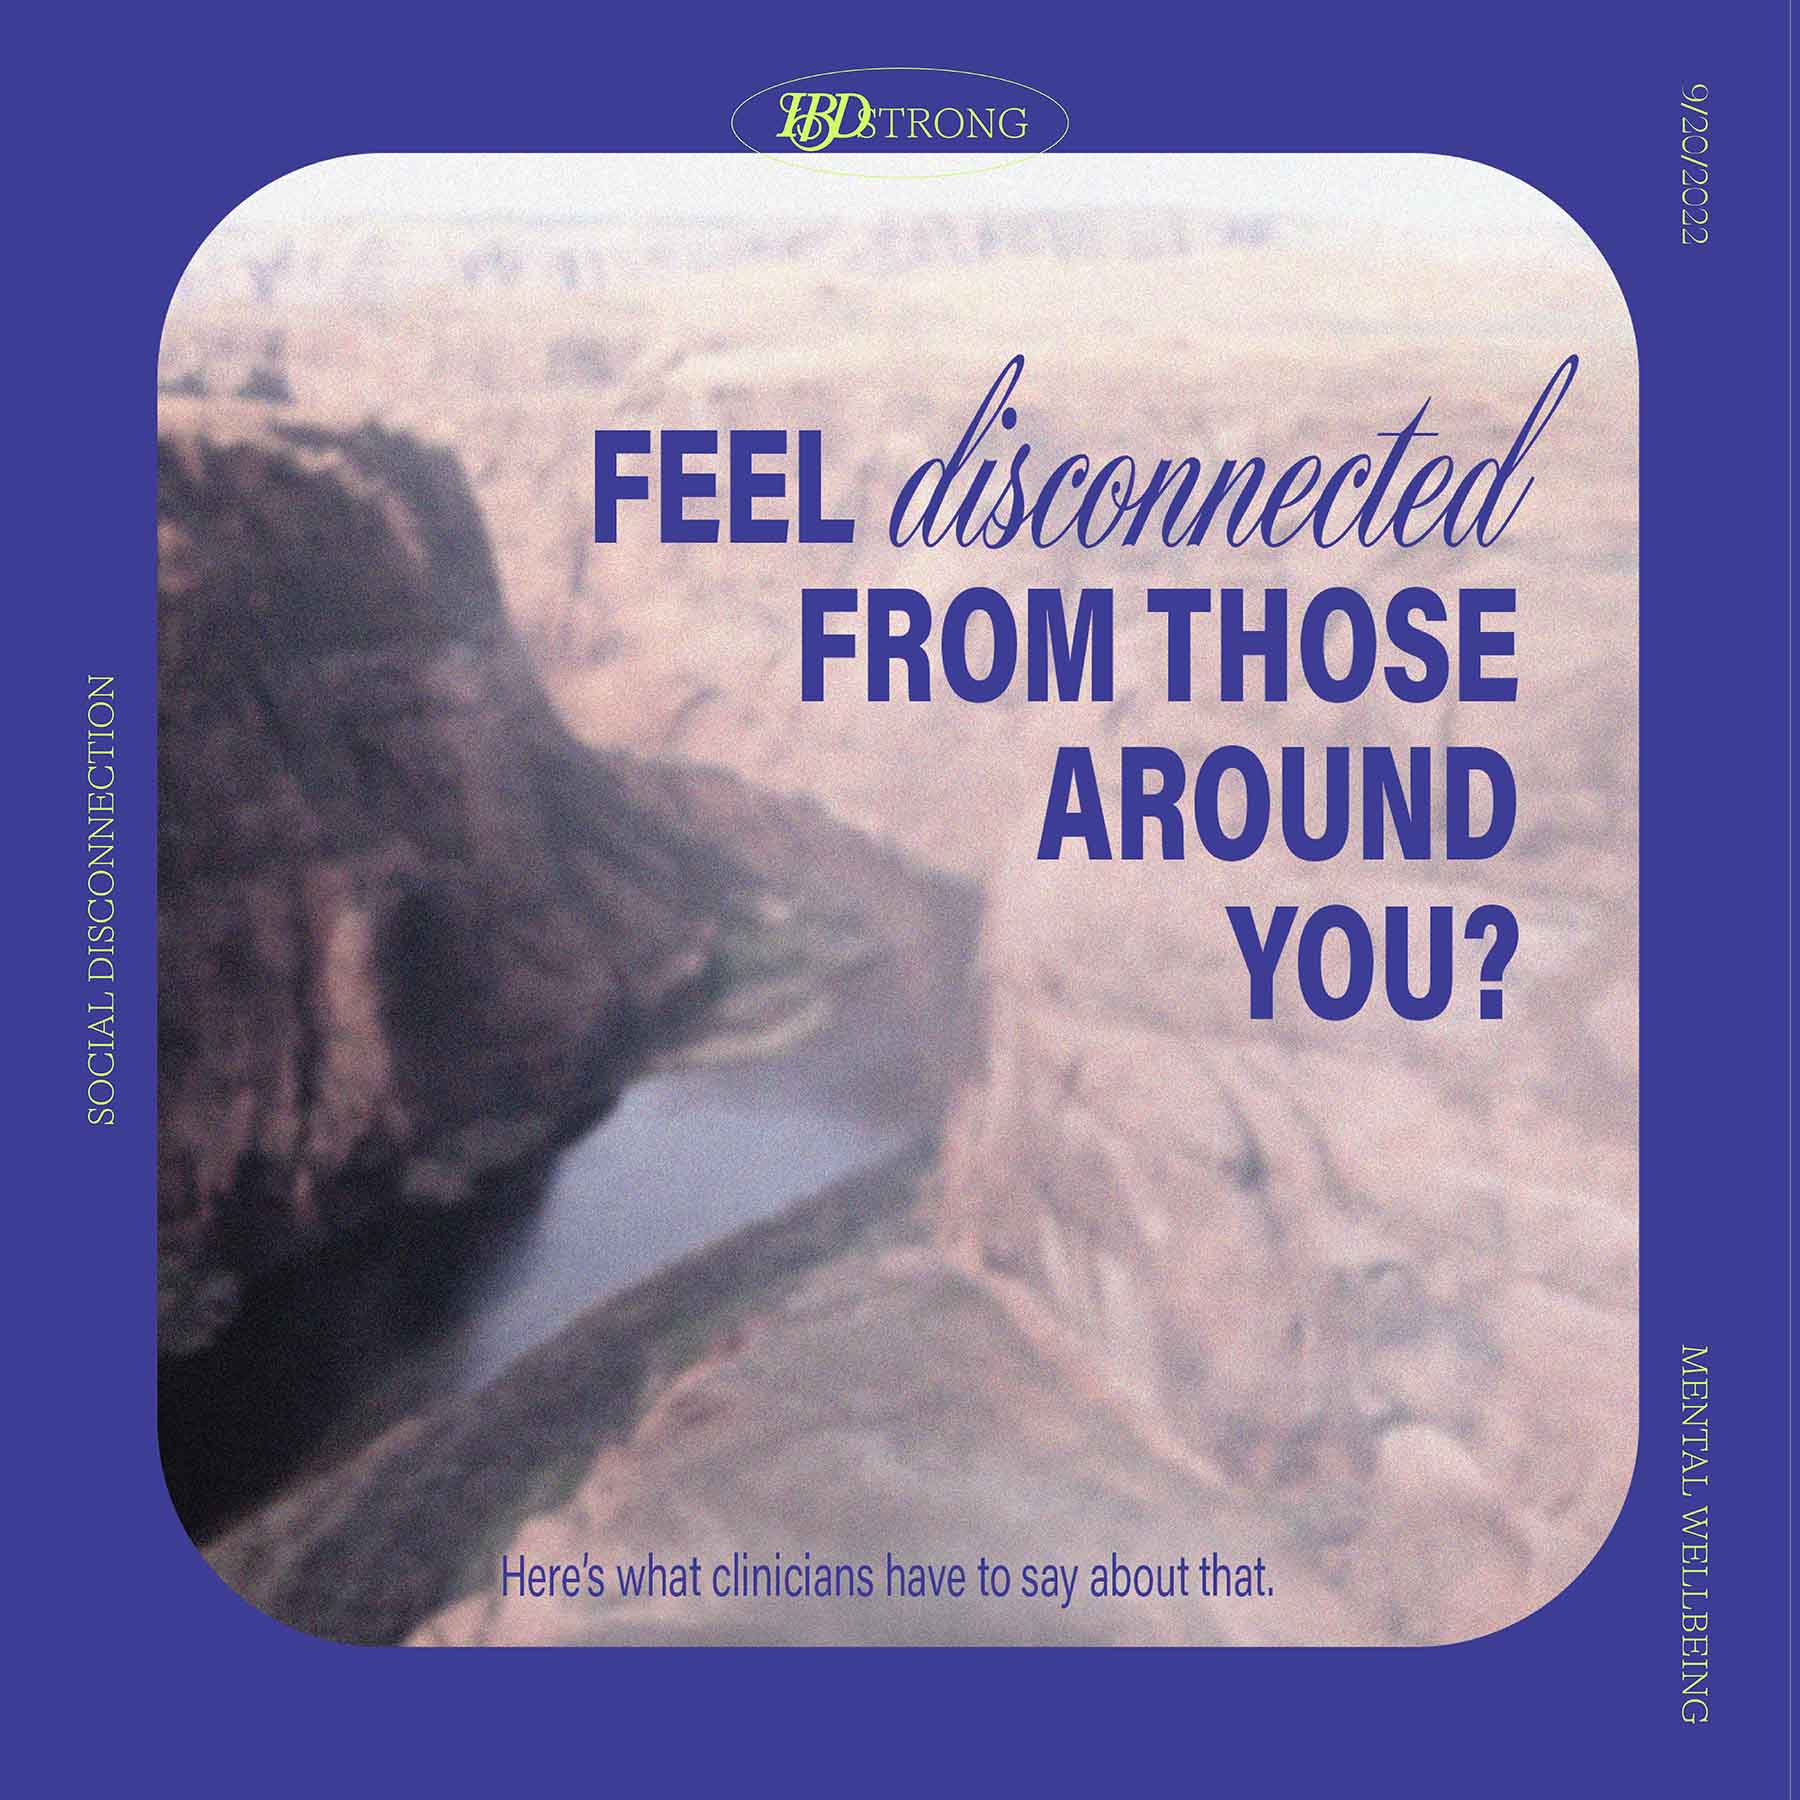 IBDSTRONG
9/20/2022
FEEL disconnected
FROM THOSE
AROUND
YOU?
SOCIAL DISCONNECTION
Here's what clinicians have to say about that.
MENTAL WELLBEING